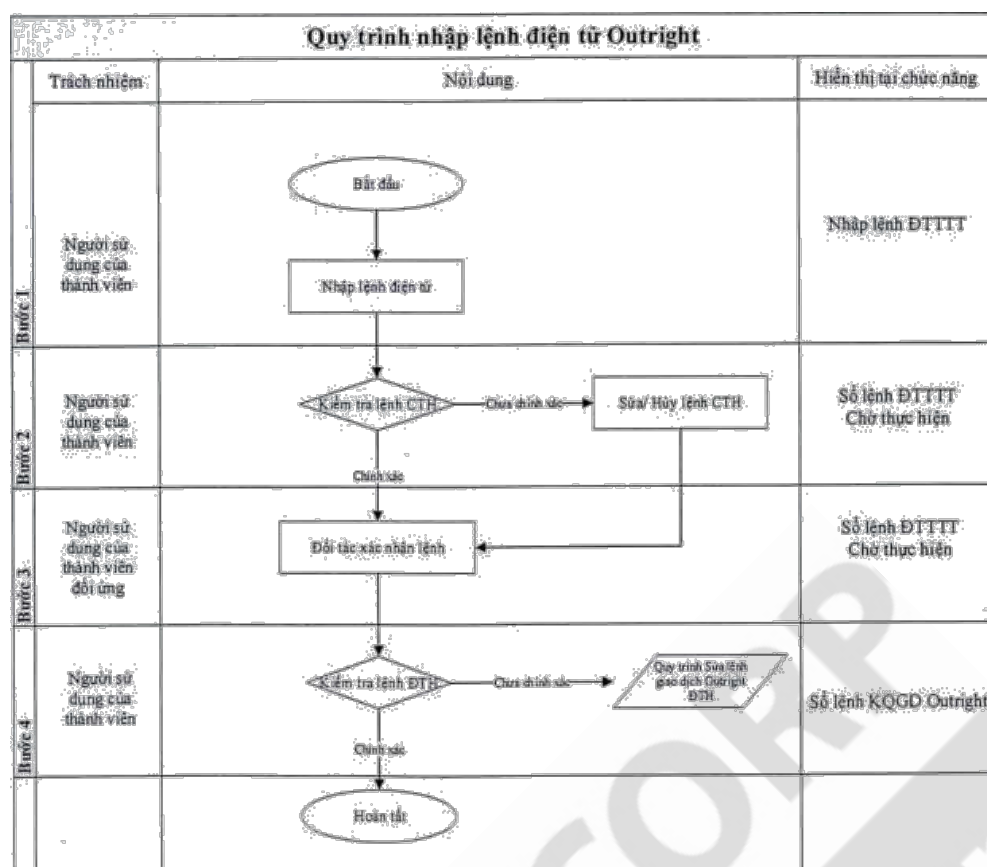 Quy trình nhập lệnh điện tử Outright
Trách nhiệm
Nội dung
Hiển thị tại chức năng
Bước 1
Người sử
dụng của
thành viên
Bắt đầu
Nhập lệnh điện tử
Nhập lệnh ĐTTTT
Bước 2
Người sử
dụng của
thành viên
Kiểm tra lệnh CTH
Chưa chính xác
Sửa/ Hủy lệnh CTH
Chính xác
Sổ lệnh ĐTTTT
Chờ thực hiện
Bước 3
Người sử
dụng của
thành viên
đối ứng
Đối tác xác nhận lệnh
Sổ lệnh ĐTTTT
Chờ thực hiện
Bước 4
Người sử
dụng của
thành viên
Kiểm tra lệnh ĐTH
Chưa chính xác
Quy trình Sửa lệnh
giao dịch Outright
ĐTH
Chính xác
Sổ lệnh KQGD Outright
Hoàn tất
CORP